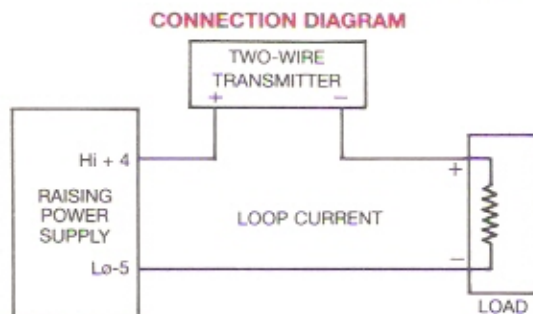 CONNECTION DIAGRAM
TWO-WIRE
TRANSMITTER
+ −
Hi + 4
+
RAISING
POWER
SUPPLY
LOOP CURRENT
Lø-5
−
LOAD